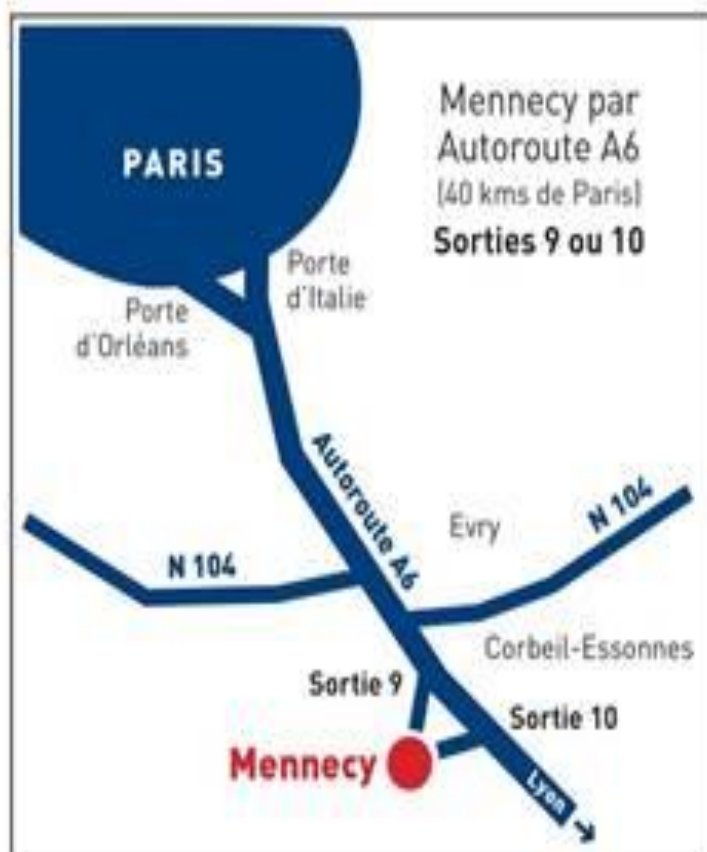 PARIS
Mennecy par
Autoroute A6
(40 kms de Paris)
Sorties 9 ou 10
Porte
d'Italie
Porte
d'Orléans
Autoroute A6
Evry
N 104
N 104
Corbeil-Essonnes
Sortie 9
Sortie 10
Mennecy
Lyon